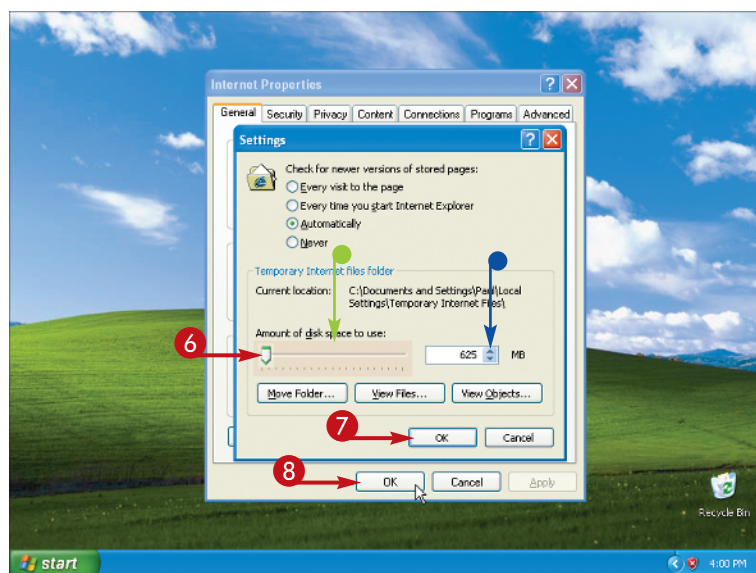 Internet Properties
General Security Privacy Content Connections Programs Advanced
Settings
Check for newer versions of stored pages:
Every visit to the page
Every time you start Internet Explorer
Automatically
Never
Temporary Internet files folder
Current location: C:\Documents and Settings\Paul\Local
Settings\Temporary Internet Files\
Amount of disk space to use:
6
625 MB
Move Folder... View Files... View Objects...
7
OK Cancel
8
OK Cancel Apply
Recycle Bin
start 4:00 PM